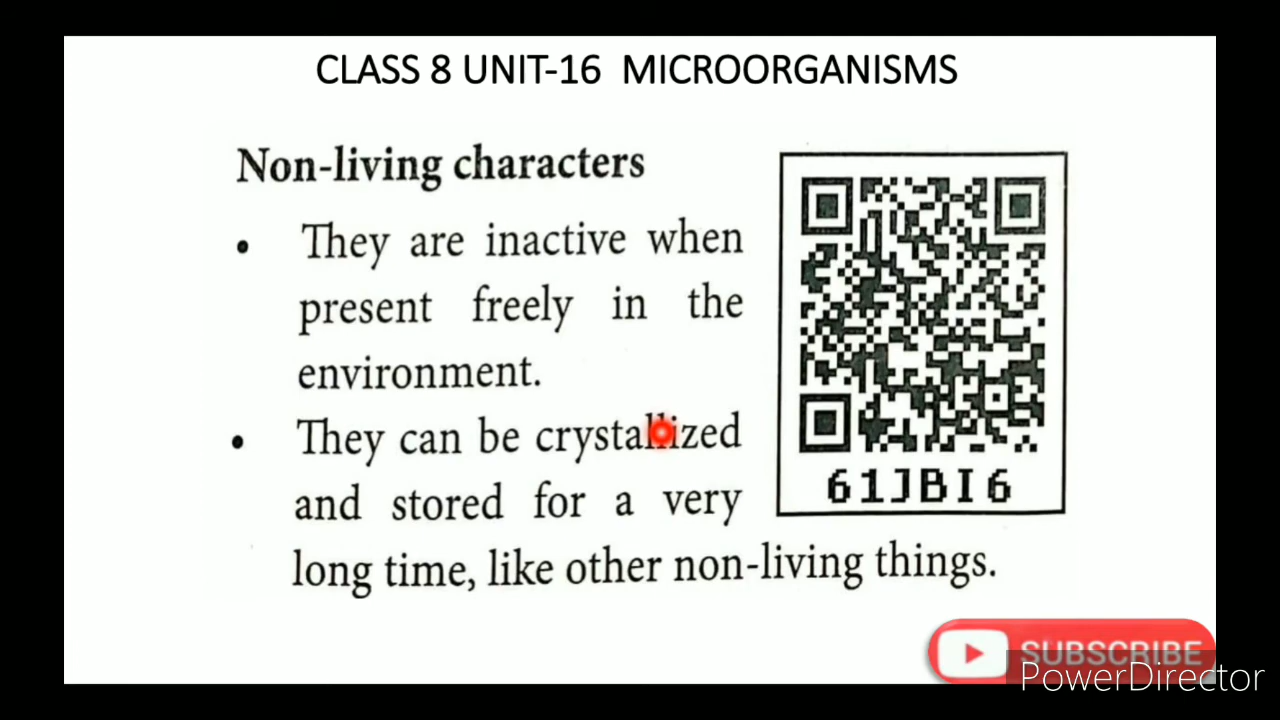 CLASS 8 UNIT-16 MICROORGANISMS
Non-living characters
• They are inactive when
present freely in the
environment.
• They can be crystallized
and stored for a very
long time, like other non-living things.
61JBI6
SUBSCRIBE
PowerDirector